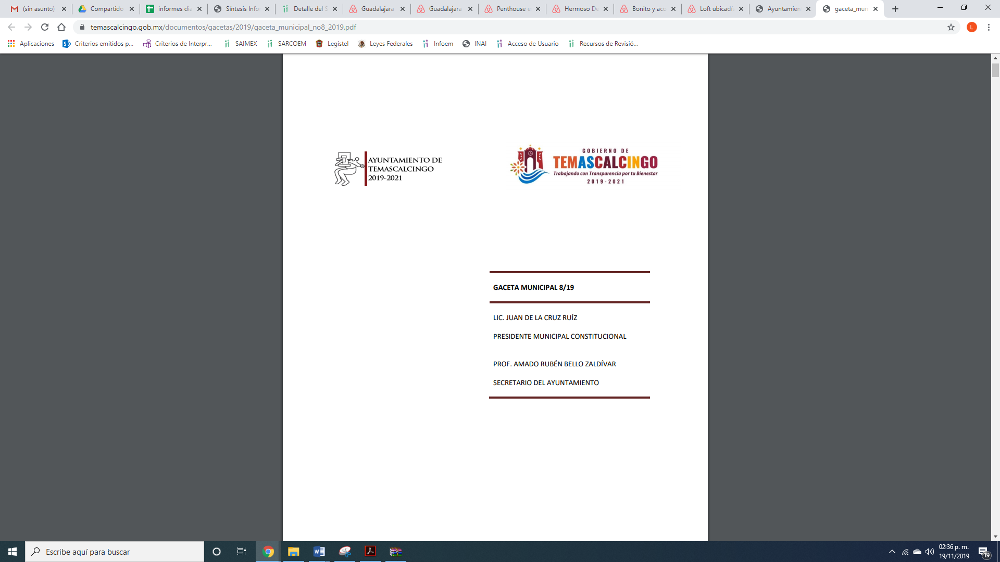 (sin asunto)
Compartido
informes dia
Síntesis Info
Detalle del S
Guadalajara
Guadalajara
Penthouse e
Hermoso De
Bonito y aco
Loft ubicadís
Ayuntamien
gaceta_mun
temascalcingo.gob.mx/documentos/gacetas/2019/gaceta_municipal_no8_2019.pdf
L
Aplicaciones
Criterios emitidos p...
Criterios de Interpr...
SAIMEX
SARCOEM
Legistel
Leyes Federales
Infoem
INAI
Acceso de Usuario
Recursos de Revisió...
AYUNTAMIENTO DE
TEMASCALCINGO
2019-2021
GOBIERNO DE
TEMASCALCINGO
Trabajando con Transparencia por tu Bienestar
2019-2021
GACETA MUNICIPAL 8/19
LIC. JUAN DE LA CRUZ RUÍZ
PRESIDENTE MUNICIPAL CONSTITUCIONAL
PROF. AMADO RUBÉN BELLO ZALDÍVAR
SECRETARIO DEL AYUNTAMIENTO
Escribe aquí para buscar
02:36 p. m.
19/11/2019
19